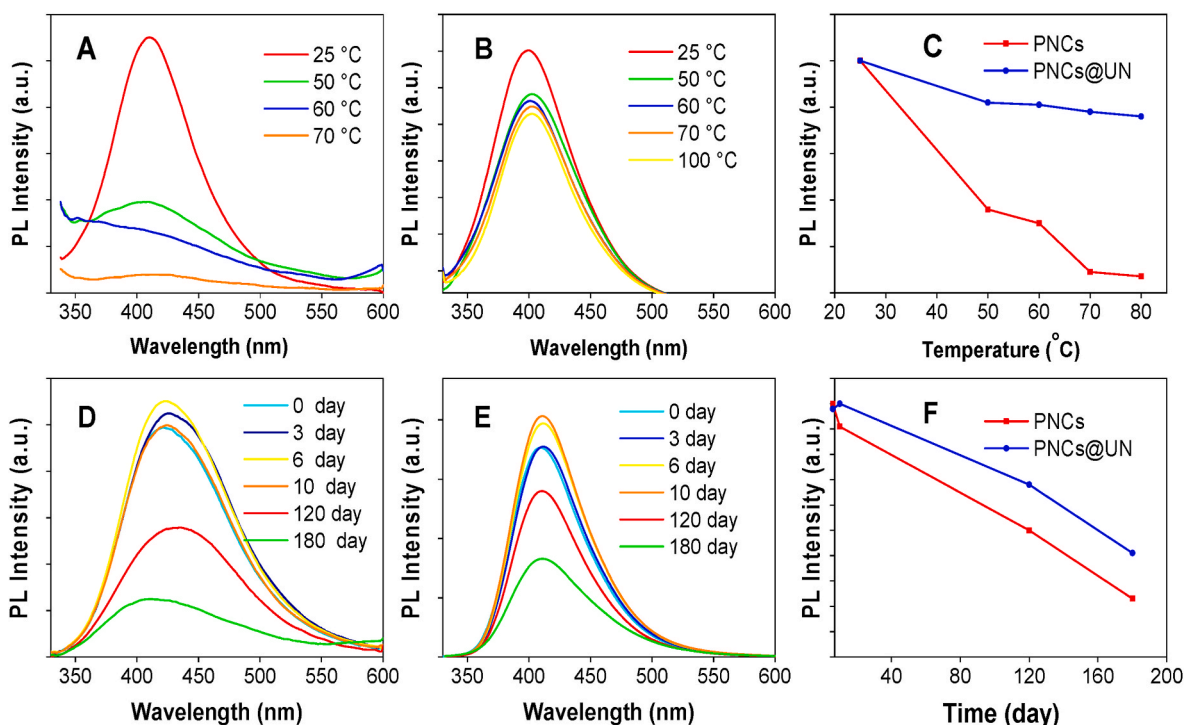 A
25 °C
50 °C
60 °C
70 °C
PL Intensity (a.u.)
350 400 450 500 550 600
Wavelength (nm)
B
25 °C
50 °C
60 °C
70 °C
100 °C
PL Intensity (a.u.)
350 400 450 500 550 600
Wavelength (nm)
C
PNCs
PNCs@UN
PL Intensity (a.u.)
20 30 40 50 60 70 80
Temperature (°C)
D
0 day
3 day
6 day
10 day
120 day
180 day
PL Intensity (a.u.)
350 400 450 500 550 600
Wavelength (nm)
E
0 day
3 day
6 day
10 day
120 day
180 day
PL Intensity (a.u.)
350 400 450 500 550 600
Wavelength (nm)
F
PNCs
PNCs@UN
PL Intensity (a.u.)
40 80 120 160 200
Time (day)